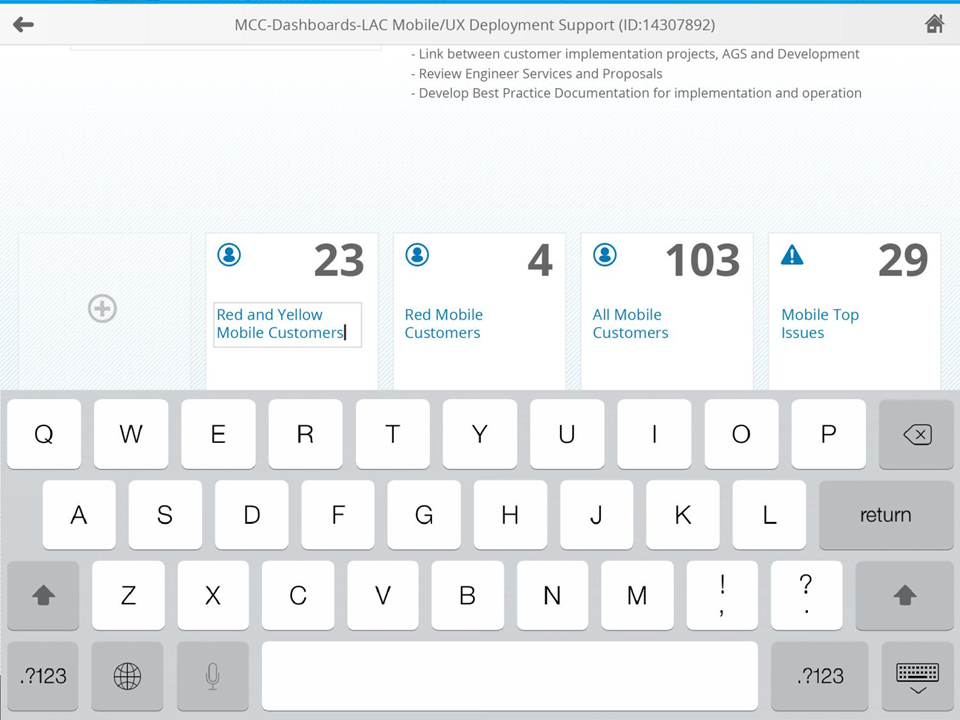 MCC-Dashboards-LAC Mobile/UX Deployment Support (ID:14307892)
- Link between customer implementation projects, AGS and Development
- Review Engineer Services and Proposals
- Develop Best Practice Documentation for implementation and operation
23
Red and Yellow
Mobile Customers
4
Red Mobile
Customers
103
All Mobile
Customers
29
Mobile Top
Issues
Q W E R T Y U I O P
A S D F G H J K L return
Z X C V B N M ! , ? .
.?123 .?123